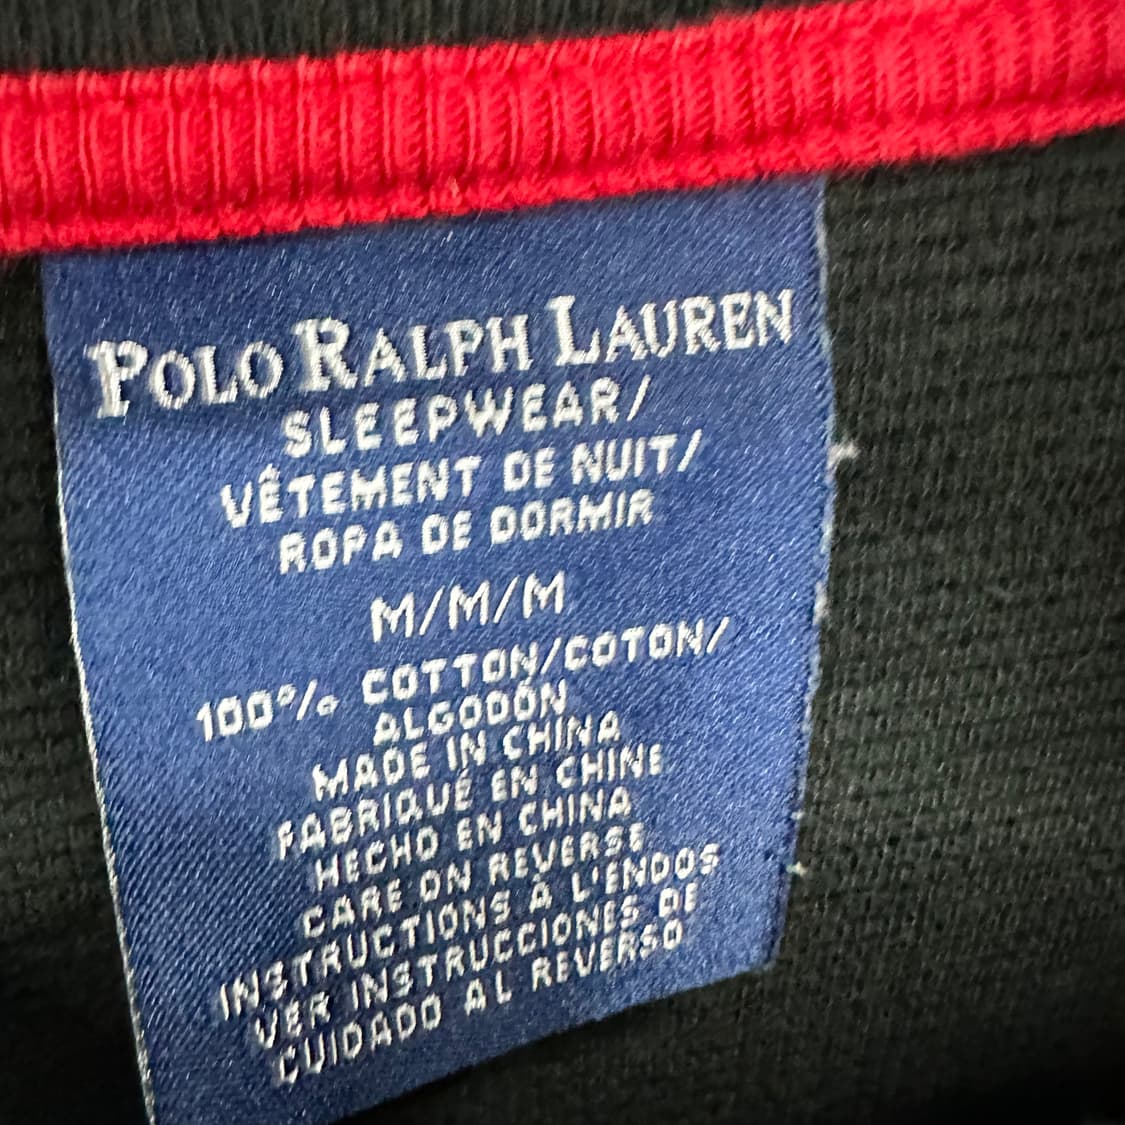 POLO RALPH LAUREN
SLEEPWEAR/
VÊTEMENT DE NUIT/
ROPA DE DORMIR
M/M/M
100% COTTON/COTON/
ALGODÓN
MADE IN CHINA
FABRIQUÉ EN CHINE
HECHO EN CHINA
CARE ON REVERSE
INSTRUCTIONS À L'ENDOS
VER INSTRUCCIONES DE
CUIDADO AL REVERSO